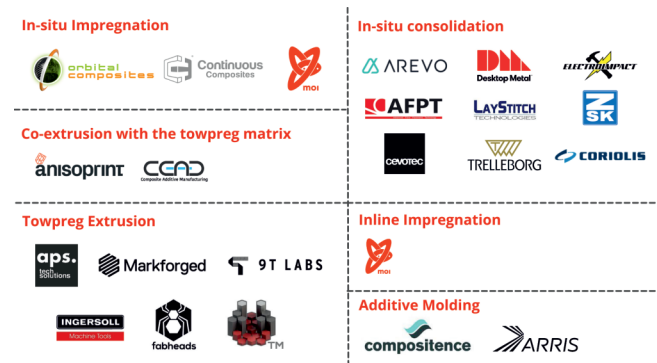 In-situ Impregnation
orbital
composites
Continuous
Composites
moi
Co-extrusion with the towpreg matrix
anisoprint
CEAD
Composite Additive Manufacturing
Towpreg Extrusion
aps.
tech
solutions
Markforged
9T LABS
INGERSOLL
Machine Tools
fabheads
TM
In-situ consolidation
AREVO
DM
Desktop Metal
ELECTROIMPACT
AFPT
LAYSTITCH
TECHNOLOGIES
ZSK
cevotec
TRELLEBORG
CORIOLIS
Inline Impregnation
moi
Additive Molding
compositence
ARRIS